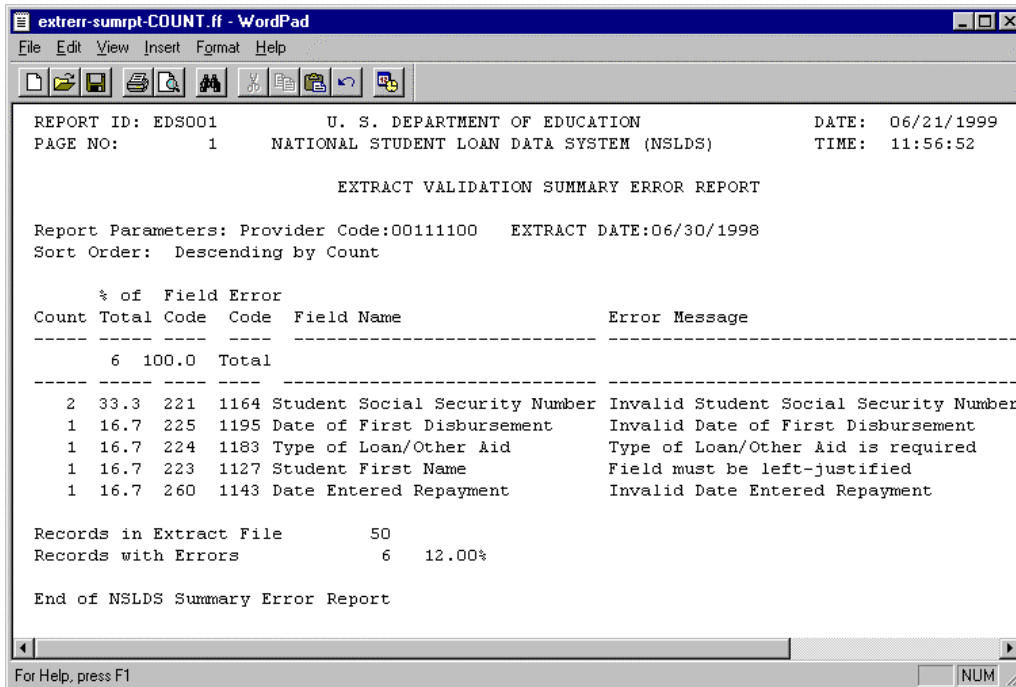 extrerr-sumrpt-COUNT.ff - WordPad
File Edit View Insert Format Help
REPORT ID: EDS001 U. S. DEPARTMENT OF EDUCATION DATE: 06/21/1999
PAGE NO: 1 NATIONAL STUDENT LOAN DATA SYSTEM (NSLDS) TIME: 11:56:52
EXTRACT VALIDATION SUMMARY ERROR REPORT
Report Parameters: Provider Code:00111100 EXTRACT DATE:06/30/1998
Sort Order: Descending by Count
% of Field Error
Count Total Code Code Field Name Error Message
----- ----- ---- ---- --------------------------- -------------------------------------
6 100.0 Total
----- ----- ---- ---- ---------------------------- -------------------------------------
2 33.3 221 1164 Student Social Security Number Invalid Student Social Security Number
1 16.7 225 1195 Date of First Disbursement Invalid Date of First Disbursement
1 16.7 224 1183 Type of Loan/Other Aid Type of Loan/Other Aid is required
1 16.7 223 1127 Student First Name Field must be left-justified
1 16.7 260 1143 Date Entered Repayment Invalid Date Entered Repayment
Records in Extract File 50
Records with Errors 6 12.00%
End of NSLDS Summary Error Report
For Help, press F1 NUM